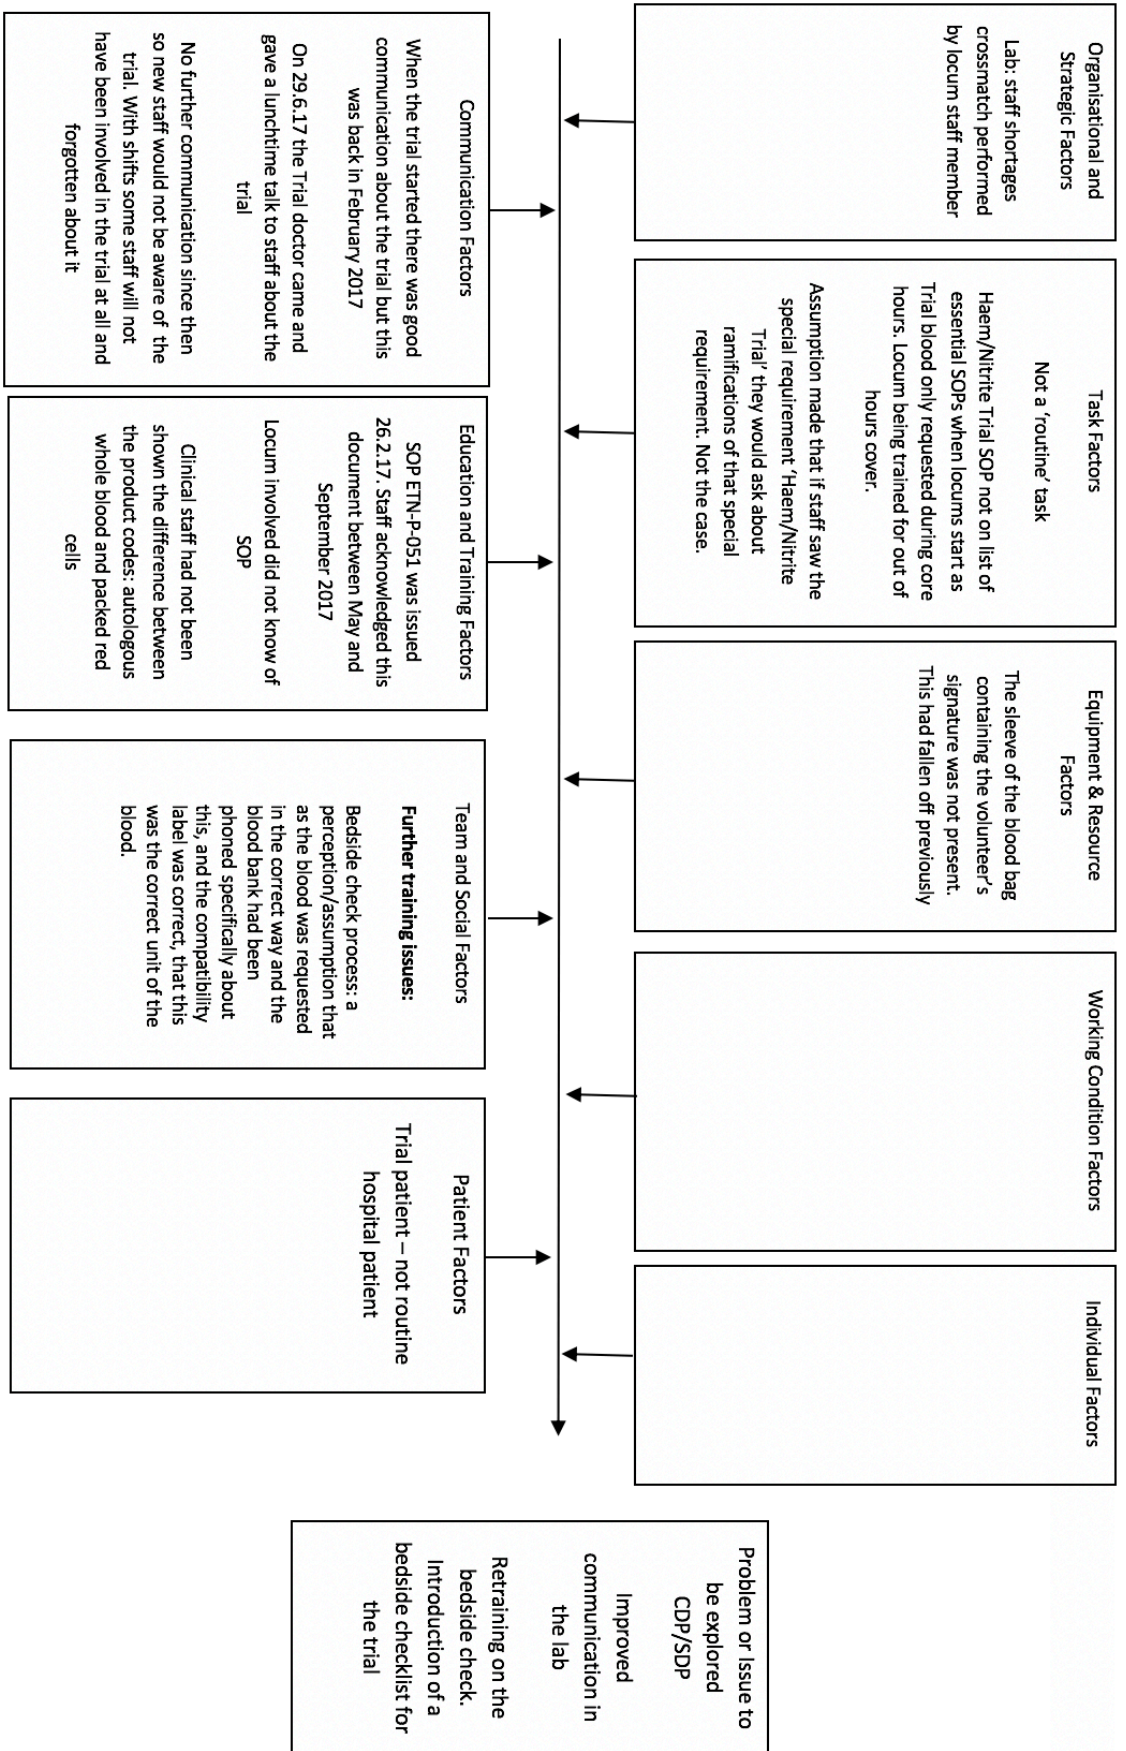 Organisational and
Strategic Factors
Lab: staff shortages
crossmatch performed
by locum staff member
Task Factors
Not a ‘routine’ task
Haem/Nitrite Trial SOP not on list of
essential SOPs when locums start as
Trial blood only requested during core
hours. Locum being trained for out of
hours cover.
Assumption made that if staff saw the
special requirement ‘Haem/Nitrite
Trial’ they would ask about
ramifications of that special
requirement. Not the case.
Equipment & Resource
Factors
The sleeve of the blood bag
containing the volunteer’s
signature was not present.
This had fallen off previously
Working Condition Factors
Individual Factors
Communication Factors
When the trial started there was good
communication about the trial but this
was back in February 2017
On 29.6.17 the Trial doctor came and
gave a lunchtime talk to staff about the
trial
No further communication since then
so new staff would not be aware of the
trial. With shifts some staff will not
have been involved in the trial at all and
forgotten about it
Education and Training Factors
SOP ETN-P-051 was issued
26.2.17. Staff acknowledged this
document between May and
September 2017
Locum involved did not know of
SOP
Clinical staff had not been
shown the difference between
the product codes: autologous
whole blood and packed red
cells
Team and Social Factors
Further training issues:
Bedside check process: a
perception/assumption that
as the blood was requested
in the correct way and the
blood bank had been
phoned specifically about
this, and the compatibility
label was correct, that this
was the correct unit of the
blood.
Patient Factors
Trial patient – not routine
hospital patient
Problem or Issue to
be explored
CDP/SDP
Improved
communication in
the lab
Retraining on the
bedside check.
Introduction of a
bedside checklist for
the trial